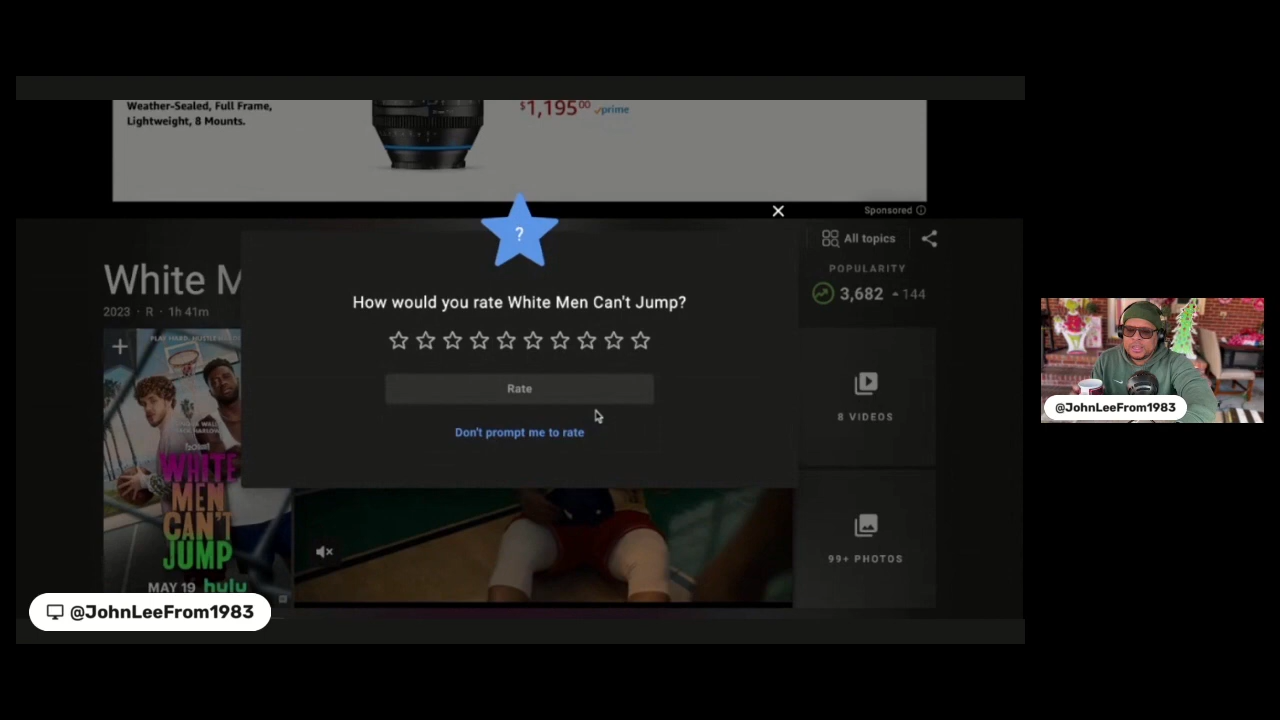 Weather-Sealed, Full Frame,
Lightweight, 8 Mounts.
$1,19500 prime
Sponsored
?
All topics
White M
2023 · R · 1h 41m
POPULARITY
3,682 144
How would you rate White Men Can't Jump?
Rate
Don't prompt me to rate
8 VIDEOS
99+ PHOTOS
WHITE
MEN
CAN'T
JUMP
MAY 19 hulu
@JohnLeeFrom1983
@JohnLeeFrom1983